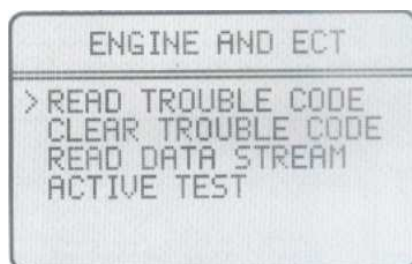 ENGINE AND ECT
>READ TROUBLE CODE
CLEAR TROUBLE CODE
READ DATA STREAM
ACTIVE TEST